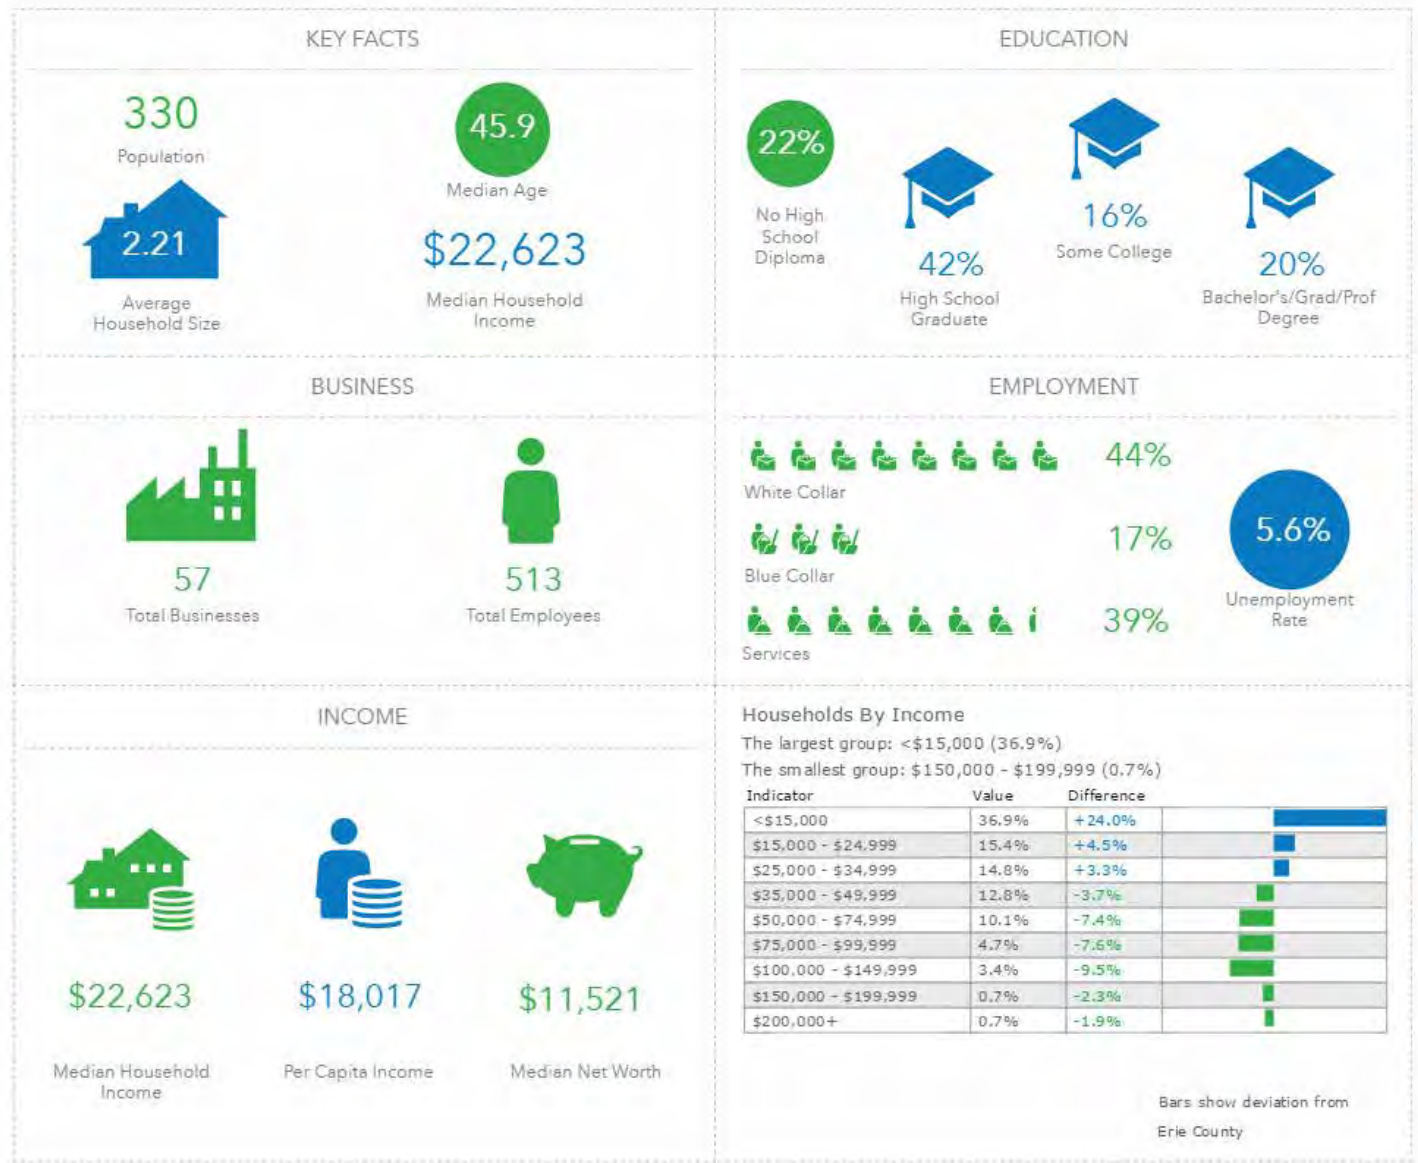 KEY FACTS
330
Population
45.9
Median Age
2.21
Average
Household Size
$22,623
Median Household
Income
EDUCATION
22%
No High
School
Diploma
42%
High School
Graduate
16%
Some College
20%
Bachelor's/Grad/Prof
Degree
BUSINESS
57
Total Businesses
513
Total Employees
EMPLOYMENT
44%
White Collar
17%
Blue Collar
39%
Services
5.6%
Unemployment
Rate
INCOME
$22,623
Median Household
Income
$18,017
Per Capita Income
$11,521
Median Net Worth
Households By Income
The largest group: <$15,000 (36.9%)
The smallest group: $150,000 - $199,999 (0.7%)
Indicator Value Difference
<$15,000 36.9% +24.0%
$15,000 - $24,999 15.4% +4.5%
$25,000 - $34,999 14.8% +3.3%
$35,000 - $49,999 12.8% -3.7%
$50,000 - $74,999 10.1% -7.4%
$75,000 - $99,999 4.7% -7.6%
$100,000 - $149,999 3.4% -9.5%
$150,000 - $199,999 0.7% -2.3%
$200,000+ 0.7% -1.9%
Bars show deviation from
Erie County